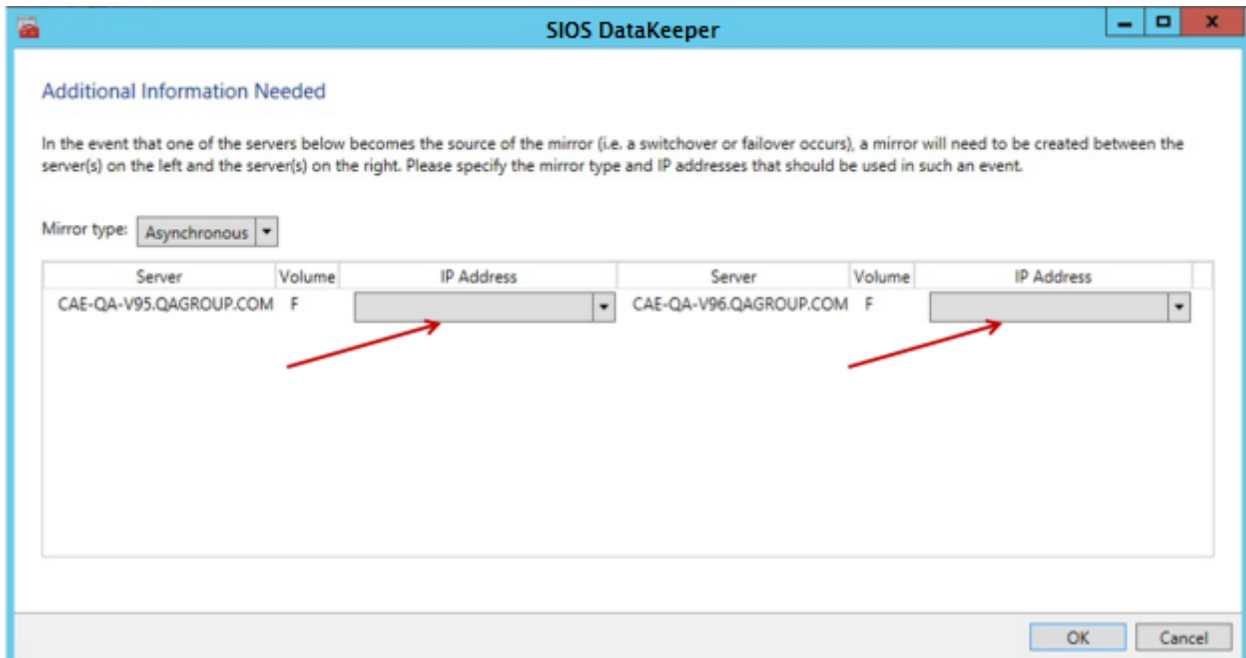 SIOS DataKeeper
Additional Information Needed
In the event that one of the servers below becomes the source of the mirror (i.e. a switchover or failover occurs), a mirror will need to be created between the
server(s) on the left and the server(s) on the right. Please specify the mirror type and IP addresses that should be used in such an event.
Mirror type: Asynchronous
Server Volume IP Address Server Volume IP Address
CAE-QA-V95.QAGROUP.COM F CAE-QA-V96.QAGROUP.COM F
OK Cancel